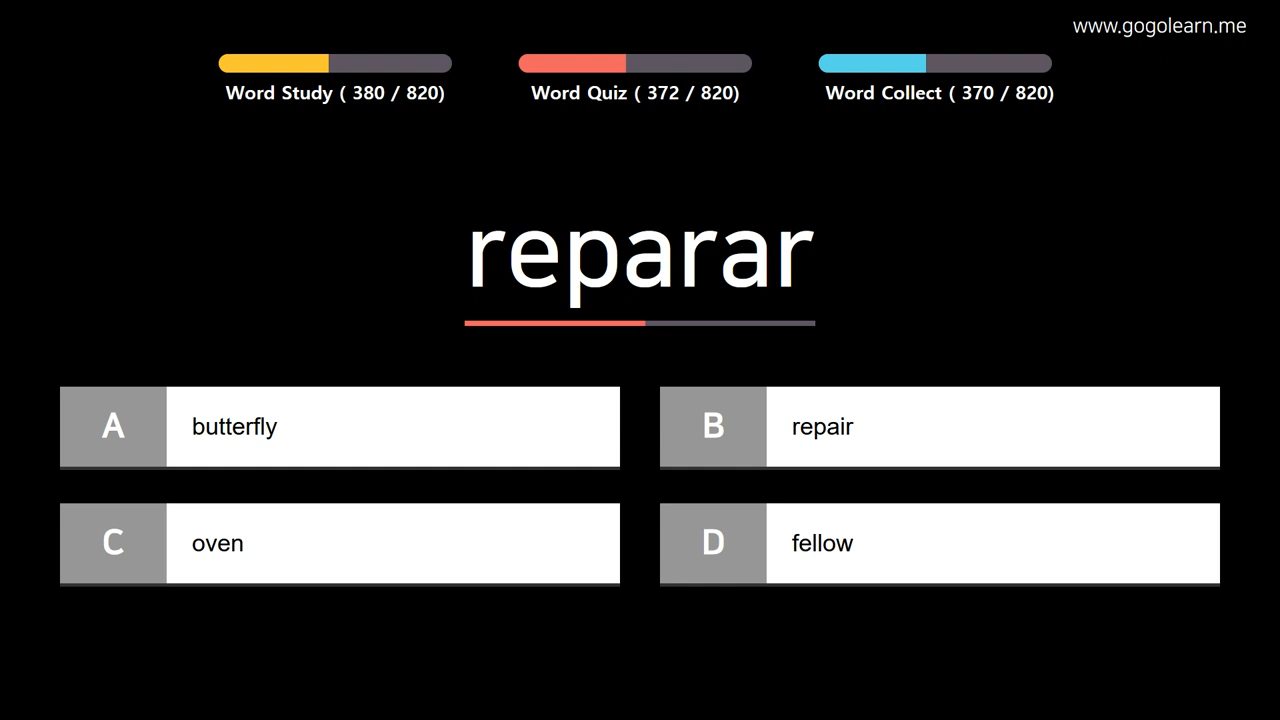 www.gogolearn.me
Word Study ( 380 / 820)
Word Quiz ( 372 / 820)
Word Collect ( 370 / 820)
reparar
A butterfly
B repair
C oven
D fellow